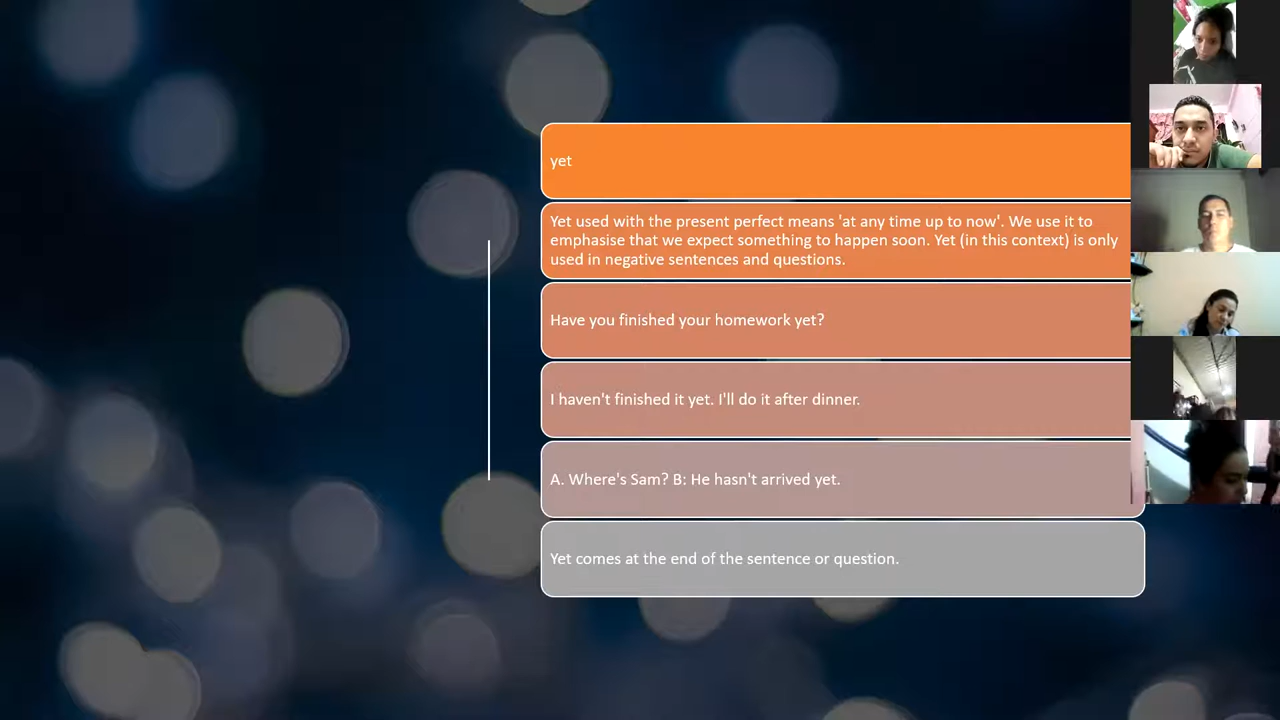 yet
Yet used with the present perfect means 'at any time up to now'. We use it to
emphasise that we expect something to happen soon. Yet (in this context) is only
used in negative sentences and questions.
Have you finished your homework yet?
I haven't finished it yet. I'll do it after dinner.
A. Where's Sam? B: He hasn't arrived yet.
Yet comes at the end of the sentence or question.